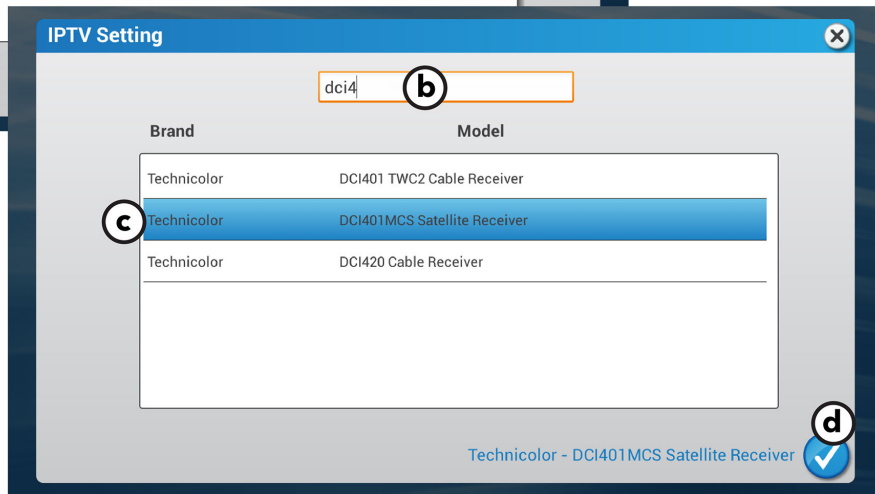 IPTV Setting
dci4
b
Brand Model
Technicolor DCI401 TWC2 Cable Receiver
c
Technicolor DCI401MCS Satellite Receiver
Technicolor DCI420 Cable Receiver
d
Technicolor - DCI401MCS Satellite Receiver